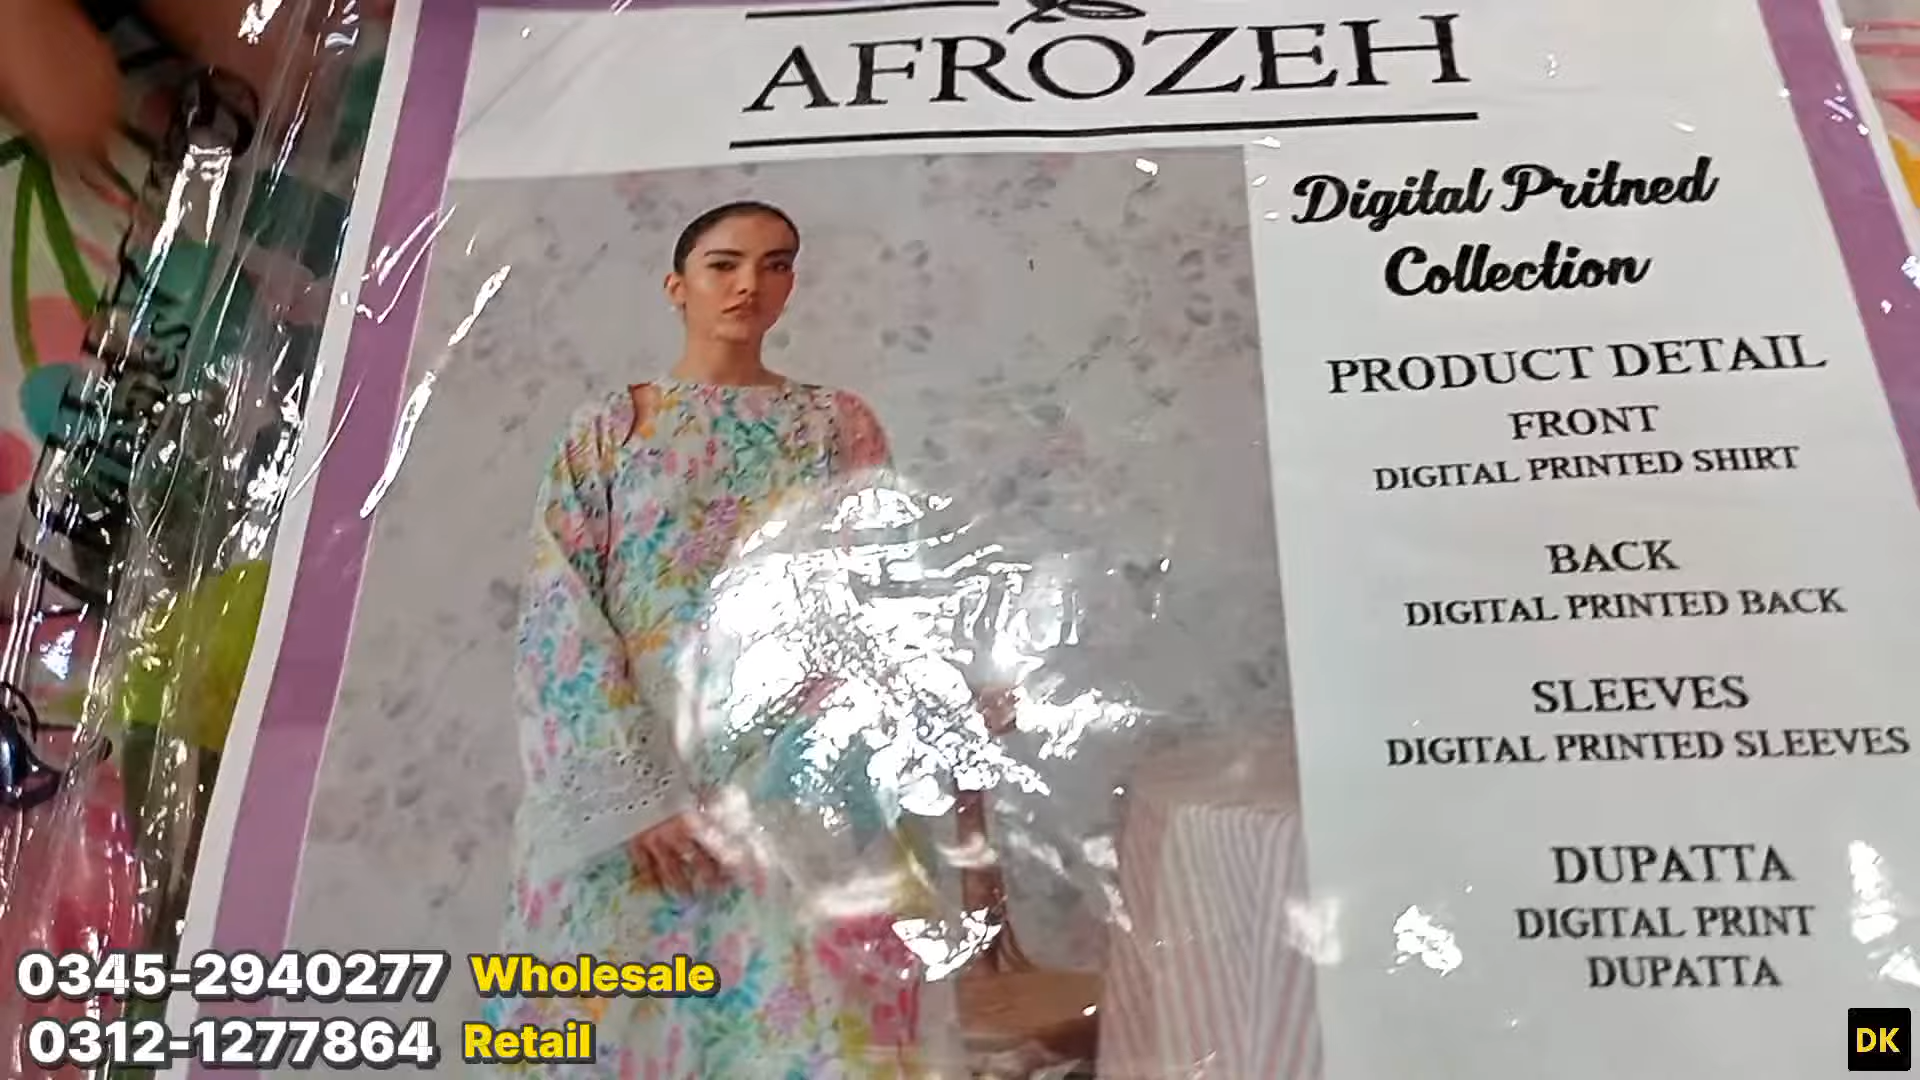 AFROZEH
Digital Pritned
Collection
PRODUCT DETAIL
FRONT
DIGITAL PRINTED SHIRT
BACK
DIGITAL PRINTED BACK
SLEEVES
DIGITAL PRINTED SLEEVES
DUPATTA
DIGITAL PRINT
DUPATTA
0345-2940277 Wholesale
0312-1277864 Retail
DK